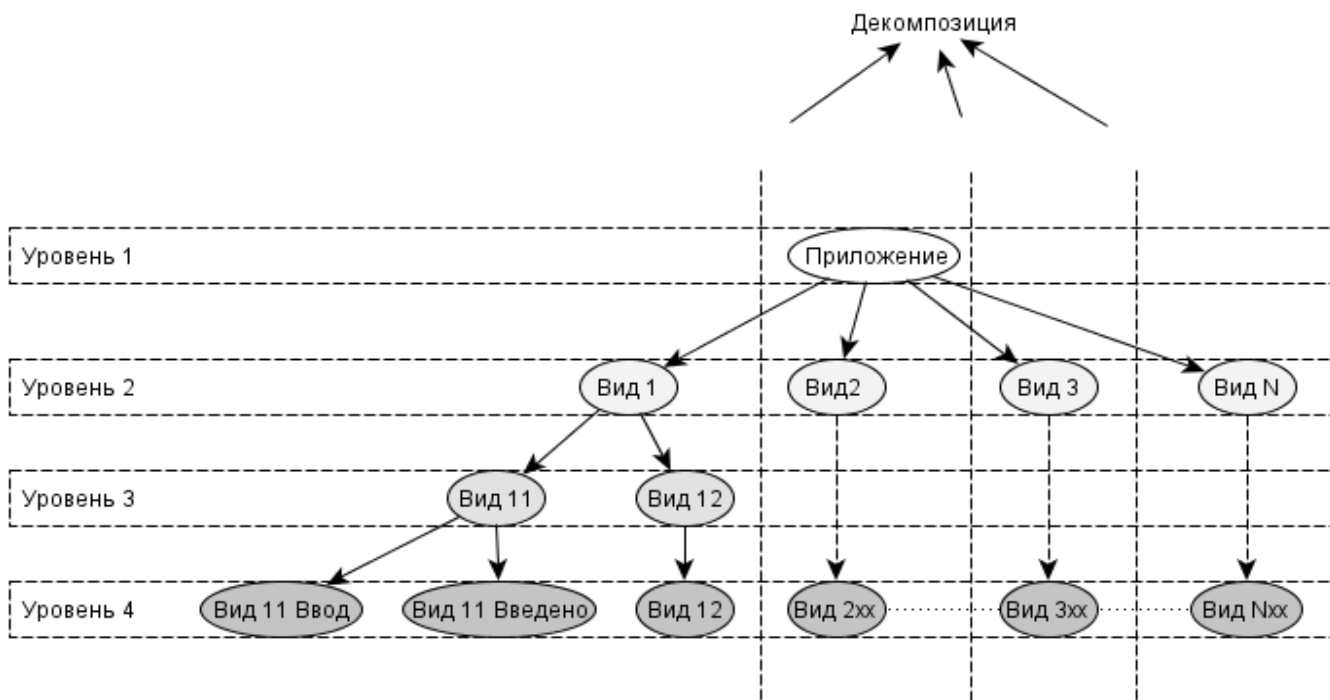 Декомпозиция
Уровень 1
Приложение
Уровень 2
Вид 1
Вид2
Вид 3
Вид N
Уровень 3
Вид 11
Вид 12
Уровень 4
Вид 11 Ввод
Вид 11 Введено
Вид 12
Вид 2xx
Вид 3xx
Вид Nxx